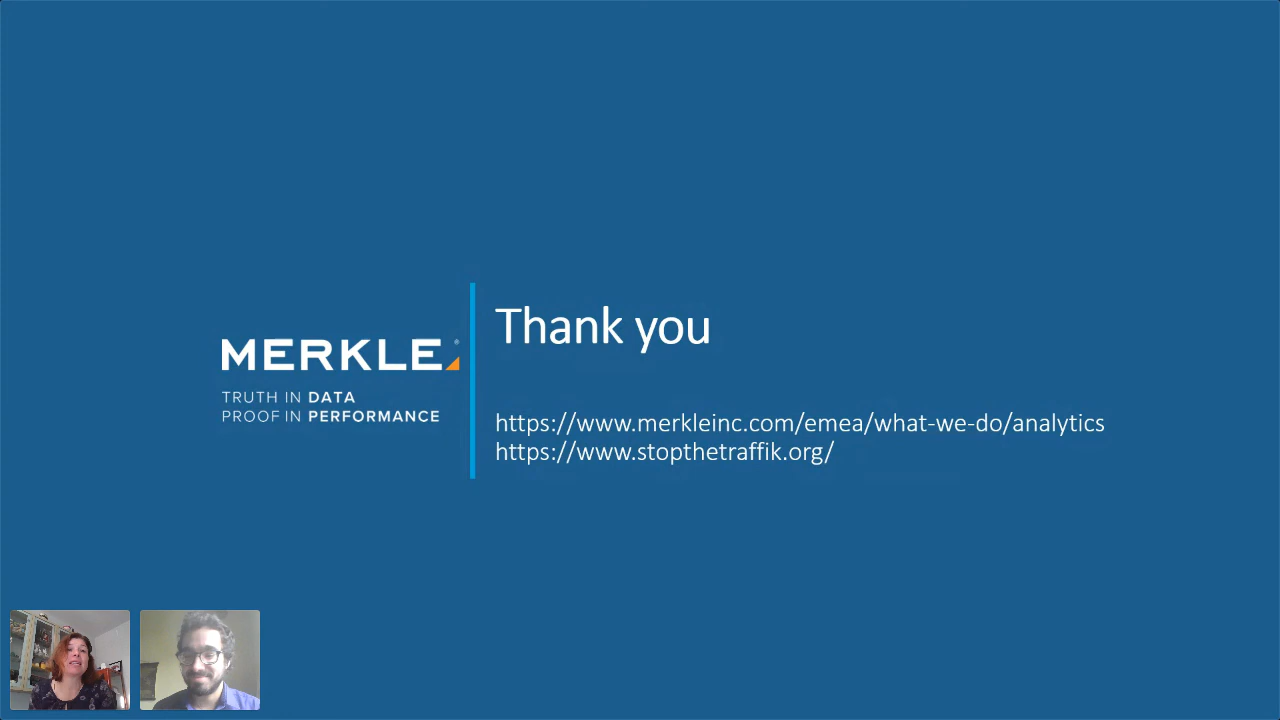 Thank you
MERKLE
TRUTH IN DATA
PROOF IN PERFORMANCE
https://www.merkleinc.com/emea/what-we-do/analytics
https://www.stopthetraffik.org/